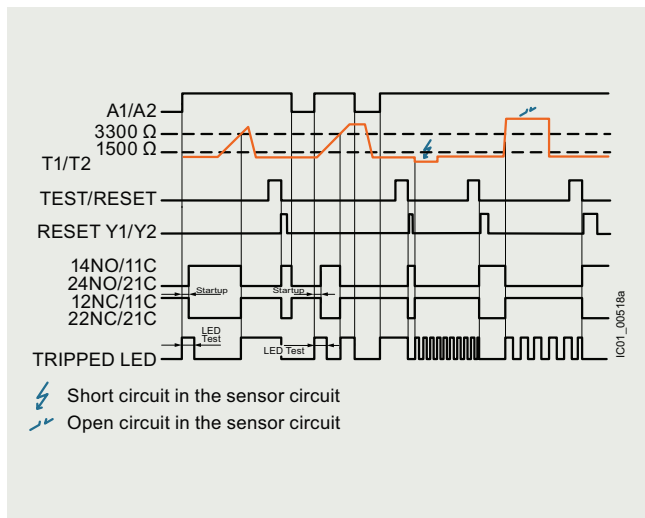 A1/A2
3300 Ω
1500 Ω
T1/T2
TEST/RESET
RESET Y1/Y2
14NO/11C
24NO/21C
12NC/11C
22NC/21C
Startup
Startup
LED
Test
LED Test
TRIPPED LED
IC01_00518a
Short circuit in the sensor circuit
Open circuit in the sensor circuit